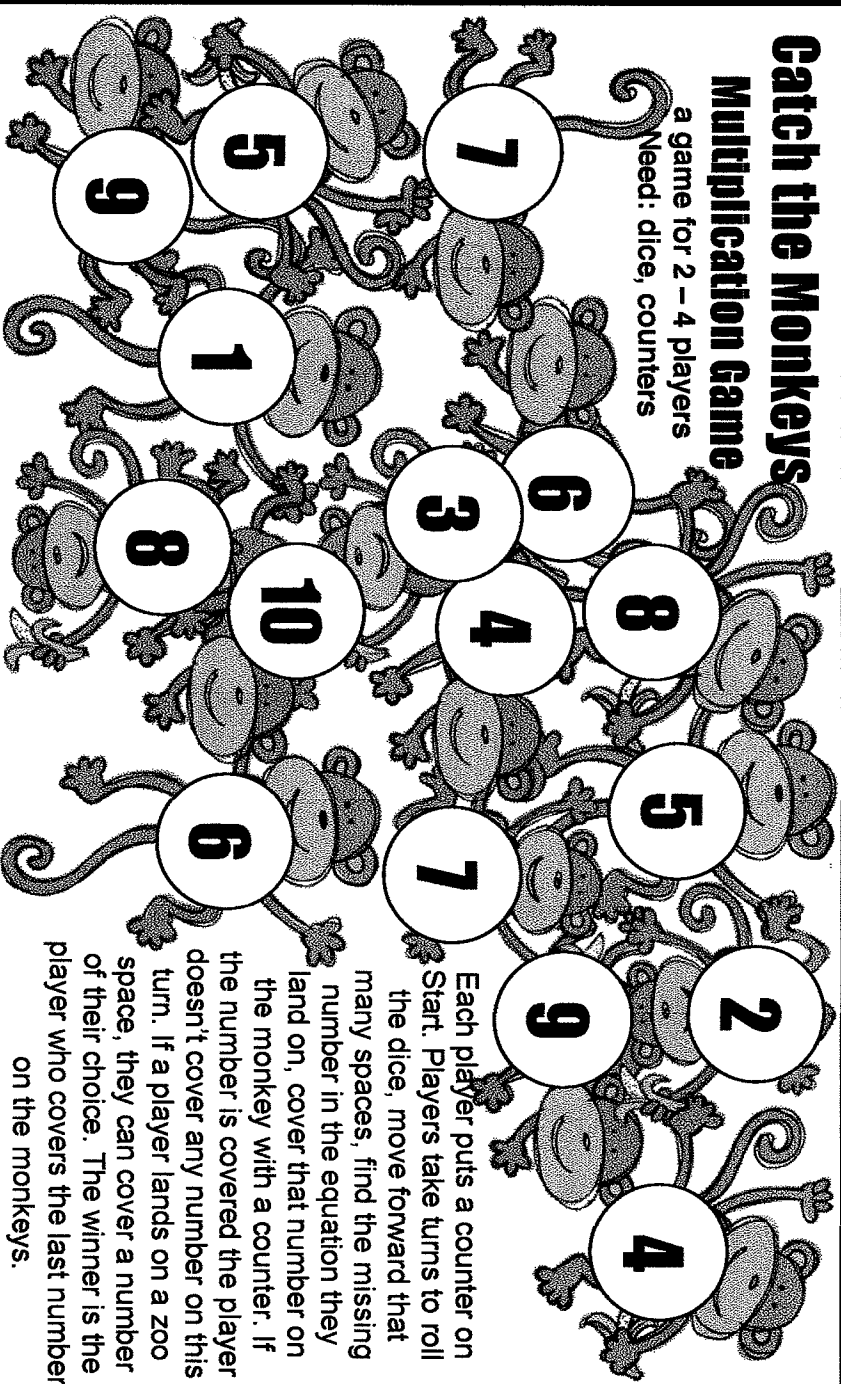 Catch the Monkeys
Multiplication Game
a game for 2 – 4 players
Need: dice, counters
2
5
4
8
6
9
4
7
3
7
10
5
1
6
8
9
Each player puts a counter on
Start. Players take turns to roll
the dice, move forward that
many spaces, find the missing
number in the equation they
land on, cover that number on
the monkey with a counter. If
the number is covered the player
doesn't cover any number on this
turn. If a player lands on a zoo
space, they can cover a number
of their choice. The winner is the
player who covers the last number
on the monkeys.